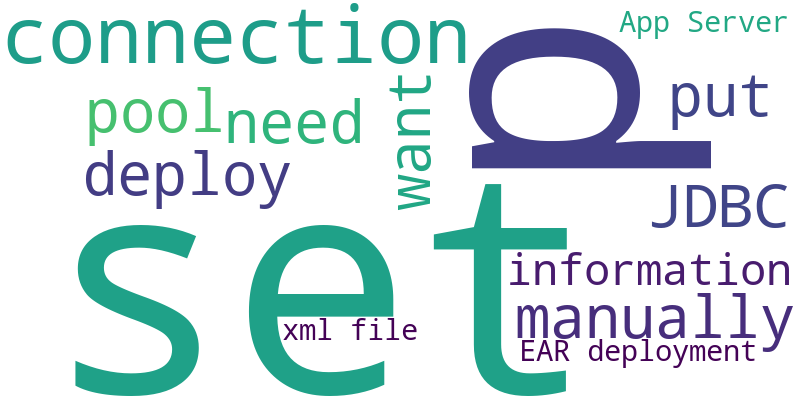 connection
App Server
p
put
pool
need
want
deploy
JDBC
set
information
manually
xml file
EAR deployment